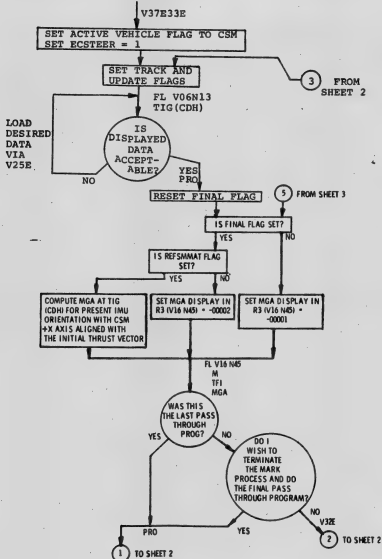 V37E33E
SET ACTIVE VEHICLE FLAG TO CSM
SET ECSTEER = 1
SET TRACK AND
UPDATE FLAGS
3
FROM
SHEET 2
FL V06N13
TIG(CDH)
LOAD
DESIRED
DATA
VIA
V25E
IS
DISPLAYED
DATA
ACCEPT-
ABLE?
NO
YES
PRO
RESET FINAL FLAG
5
FROM SHEET 3
IS FINAL FLAG SET?
YES
NO
IS REFSMMAT FLAG
SET?
YES
NO
COMPUTE MGA AT TIG
(CDH) FOR PRESENT IMU
ORIENTATION WITH CSM
+X AXIS ALIGNED WITH
THE INITIAL THRUST VECTOR
SET MGA DISPLAY IN
R3 (V16 N45) = -00002
SET MGA DISPLAY IN
R3 (V16 N45) =
-00001
FL V16 N45
M
TFI
MGA
WAS THIS
THE LAST PASS
THROUGH
PROG?
YES
NO
DO I
WISH TO
TERMINATE
THE MARK
PROCESS AND DO
THE FINAL PASS
THROUGH PROGRAM?
NO
V32E
PRO
YES
1
TO SHEET 2
2
TO SHEET 2